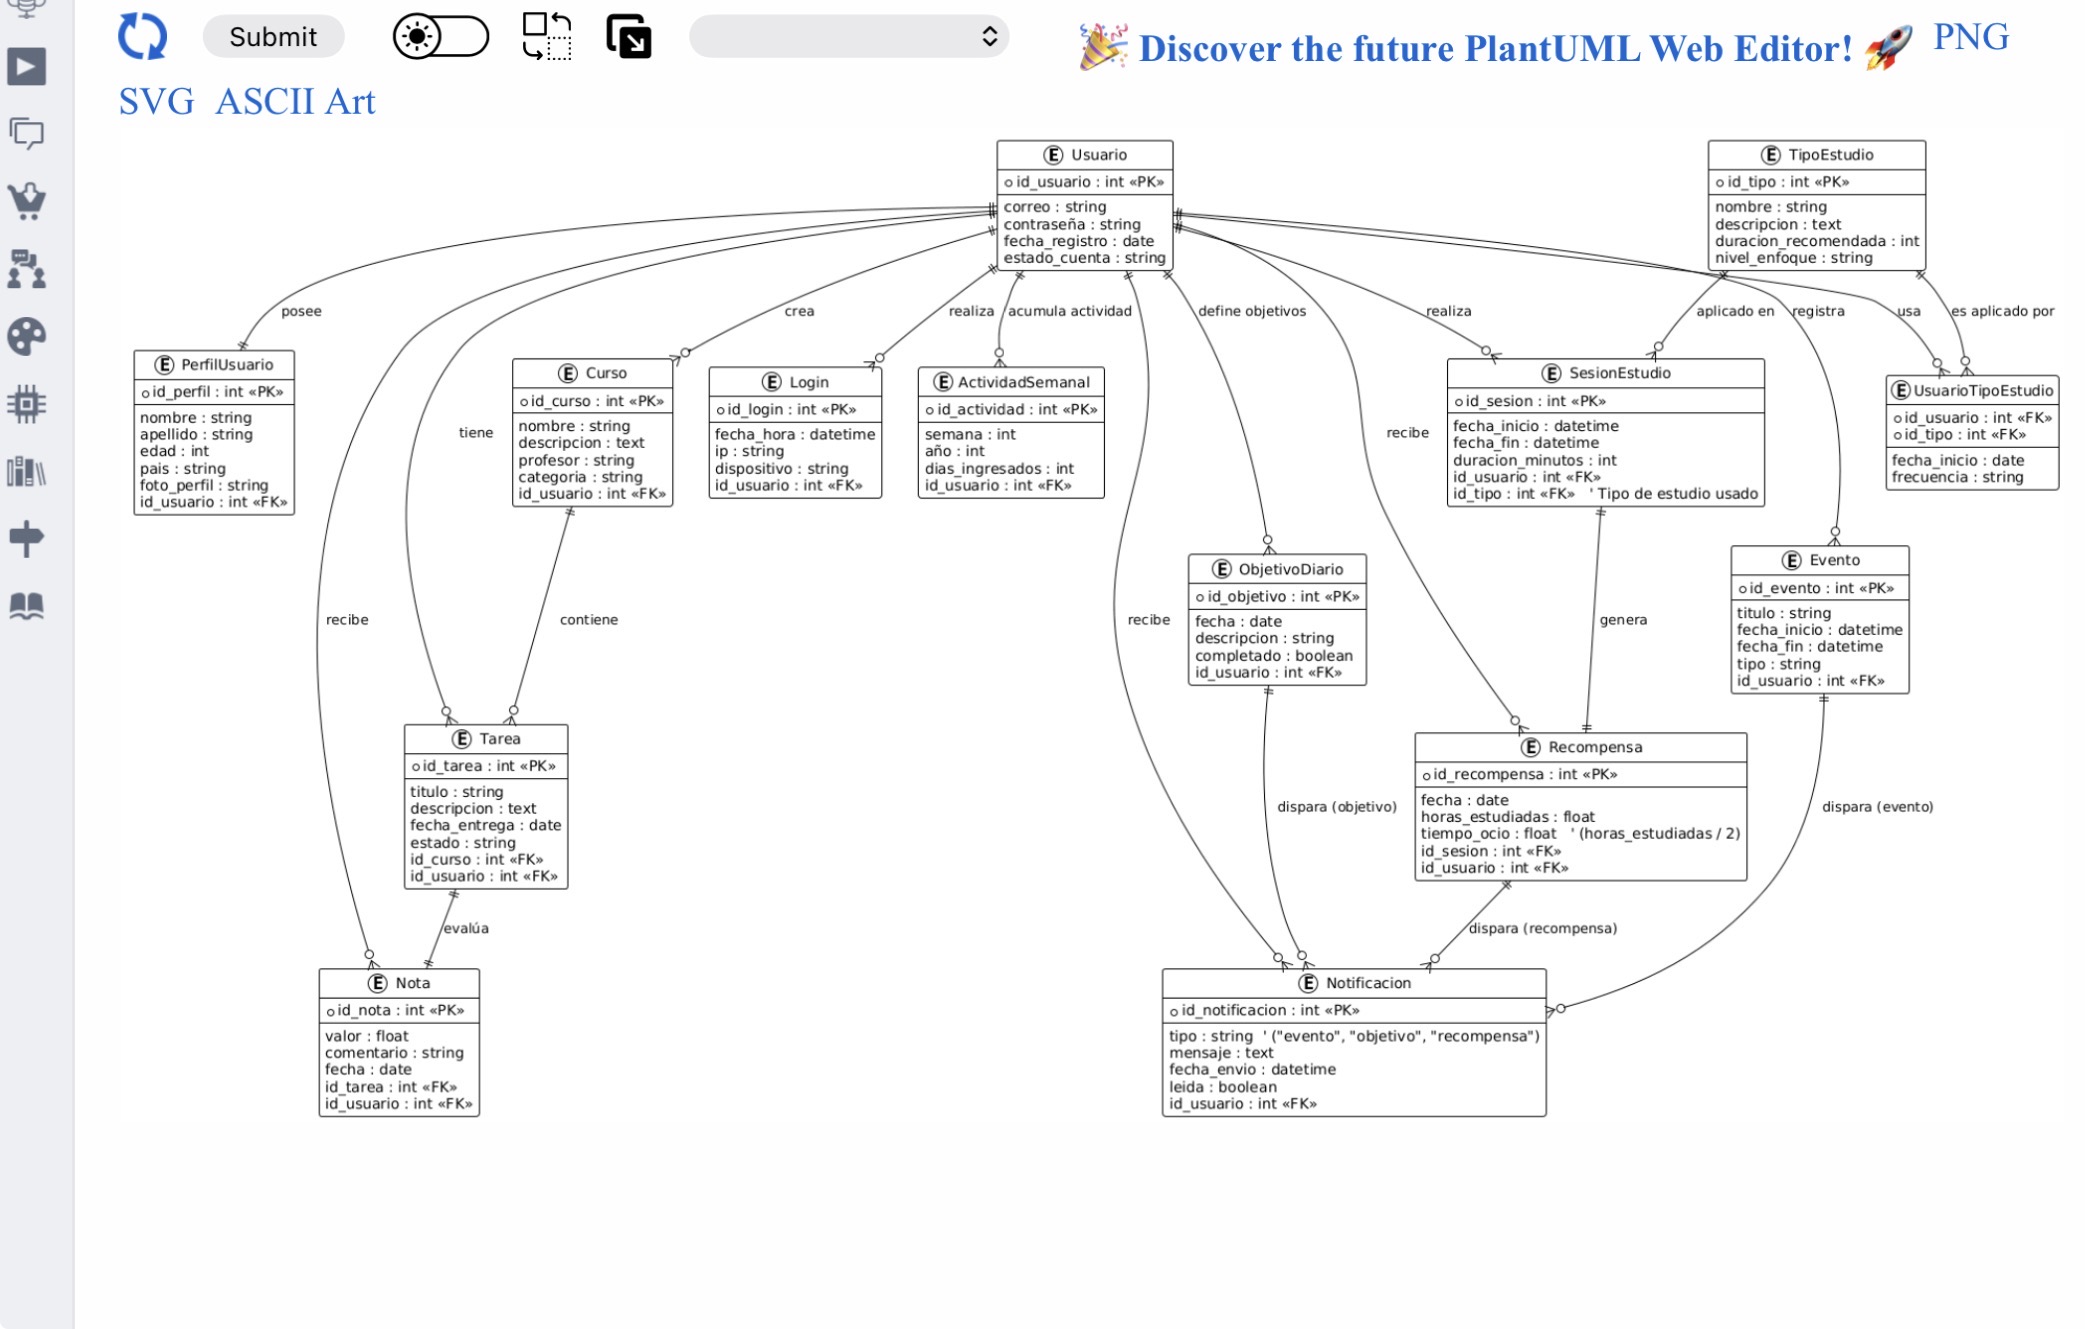 Submit
🎉 Discover the future PlantUML Web Editor! 🚀
PNG
SVG
ASCII Art
E Usuario
id_usuario : int «PK»
correo : string
contraseña : string
fecha_registro : date
estado_cuenta : string
E TipoEstudio
id_tipo : int «PK»
nombre : string
descripcion : text
duracion_recomendada : int
nivel_enfoque : string
posee
crea
realiza
acumula actividad
define objetivos
realiza
aplicado en
registra
usa
es aplicado por
E PerfilUsuario
id_perfil : int «PK»
nombre : string
apellido : string
edad : int
pais : string
foto_perfil : string
id_usuario : int «FK»
tiene
E Curso
id_curso : int «PK»
nombre : string
descripcion : text
profesor : string
categoria : string
id_usuario : int «FK»
E Login
id_login : int «PK»
fecha_hora : datetime
ip : string
dispositivo : string
id_usuario : int «FK»
E ActividadSemanal
id_actividad : int «PK»
semana : int
año : int
dias_ingresados : int
id_usuario : int «FK»
recibe
E SesionEstudio
id_sesion : int «PK»
fecha_inicio : datetime
fecha_fin : datetime
duracion_minutos : int
id_usuario : int «FK»
id_tipo : int «FK» ' Tipo de estudio usado
E UsuarioTipoEstudio
id_usuario : int «FK»
id_tipo : int «FK»
fecha_inicio : date
frecuencia : string
recibe
contiene
recibe
E ObjetivoDiario
id_objetivo : int «PK»
fecha : date
descripcion : string
completado : boolean
id_usuario : int «FK»
genera
E Evento
id_evento : int «PK»
titulo : string
fecha_inicio : datetime
fecha_fin : datetime
tipo : string
id_usuario : int «FK»
E Tarea
id_tarea : int «PK»
titulo : string
descripcion : text
fecha_entrega : date
estado : string
id_curso : int «FK»
id_usuario : int «FK»
dispara (objetivo)
E Recompensa
id_recompensa : int «PK»
fecha : date
horas_estudiadas : float
tiempo_ocio : float ' (horas_estudiadas / 2)
id_sesion : int «FK»
id_usuario : int «FK»
dispara (evento)
evalúa
dispara (recompensa)
E Nota
id_nota : int «PK»
valor : float
comentario : string
fecha : date
id_tarea : int «FK»
id_usuario : int «FK»
E Notificacion
id_notificacion : int «PK»
tipo : string ' ("evento", "objetivo", "recompensa")
mensaje : text
fecha_envio : datetime
leida : boolean
id_usuario : int «FK»